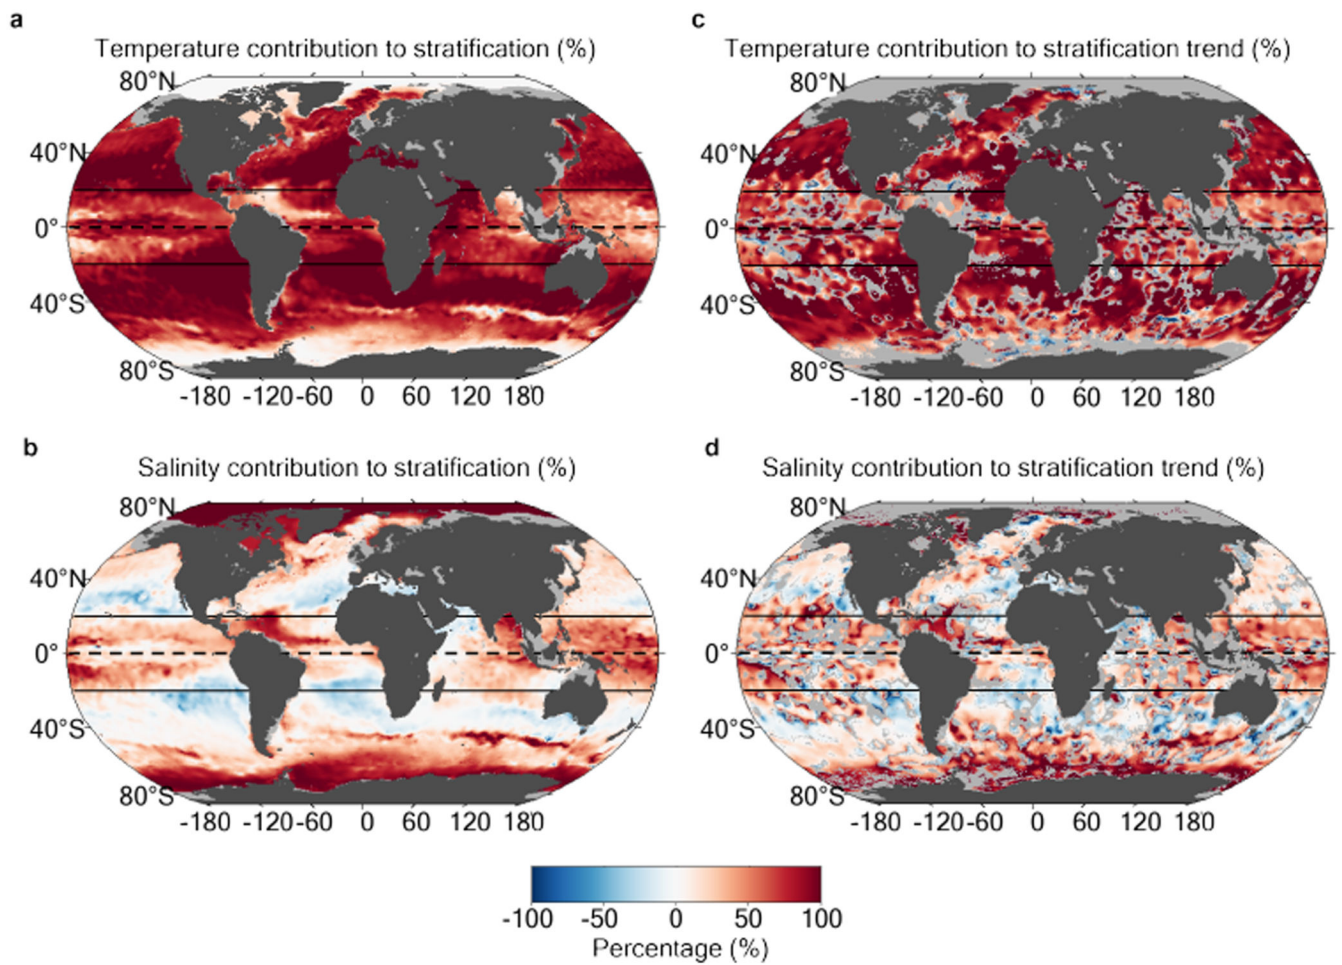 a
Temperature contribution to stratification (%)
80°N
40°N
0°
40°S
80°S
-180 -120 -60 0 60 120 180
b
Salinity contribution to stratification (%)
80°N
40°N
0°
40°S
80°S
-180 -120 -60 0 60 120 180
c
Temperature contribution to stratification trend (%)
80°N
40°N
0°
40°S
80°S
-180 -120 -60 0 60 120 180
d
Salinity contribution to stratification trend (%)
80°N
40°N
0°
40°S
80°S
-180 -120 -60 0 60 120 180
-100 -50 0 50 100
Percentage (%)